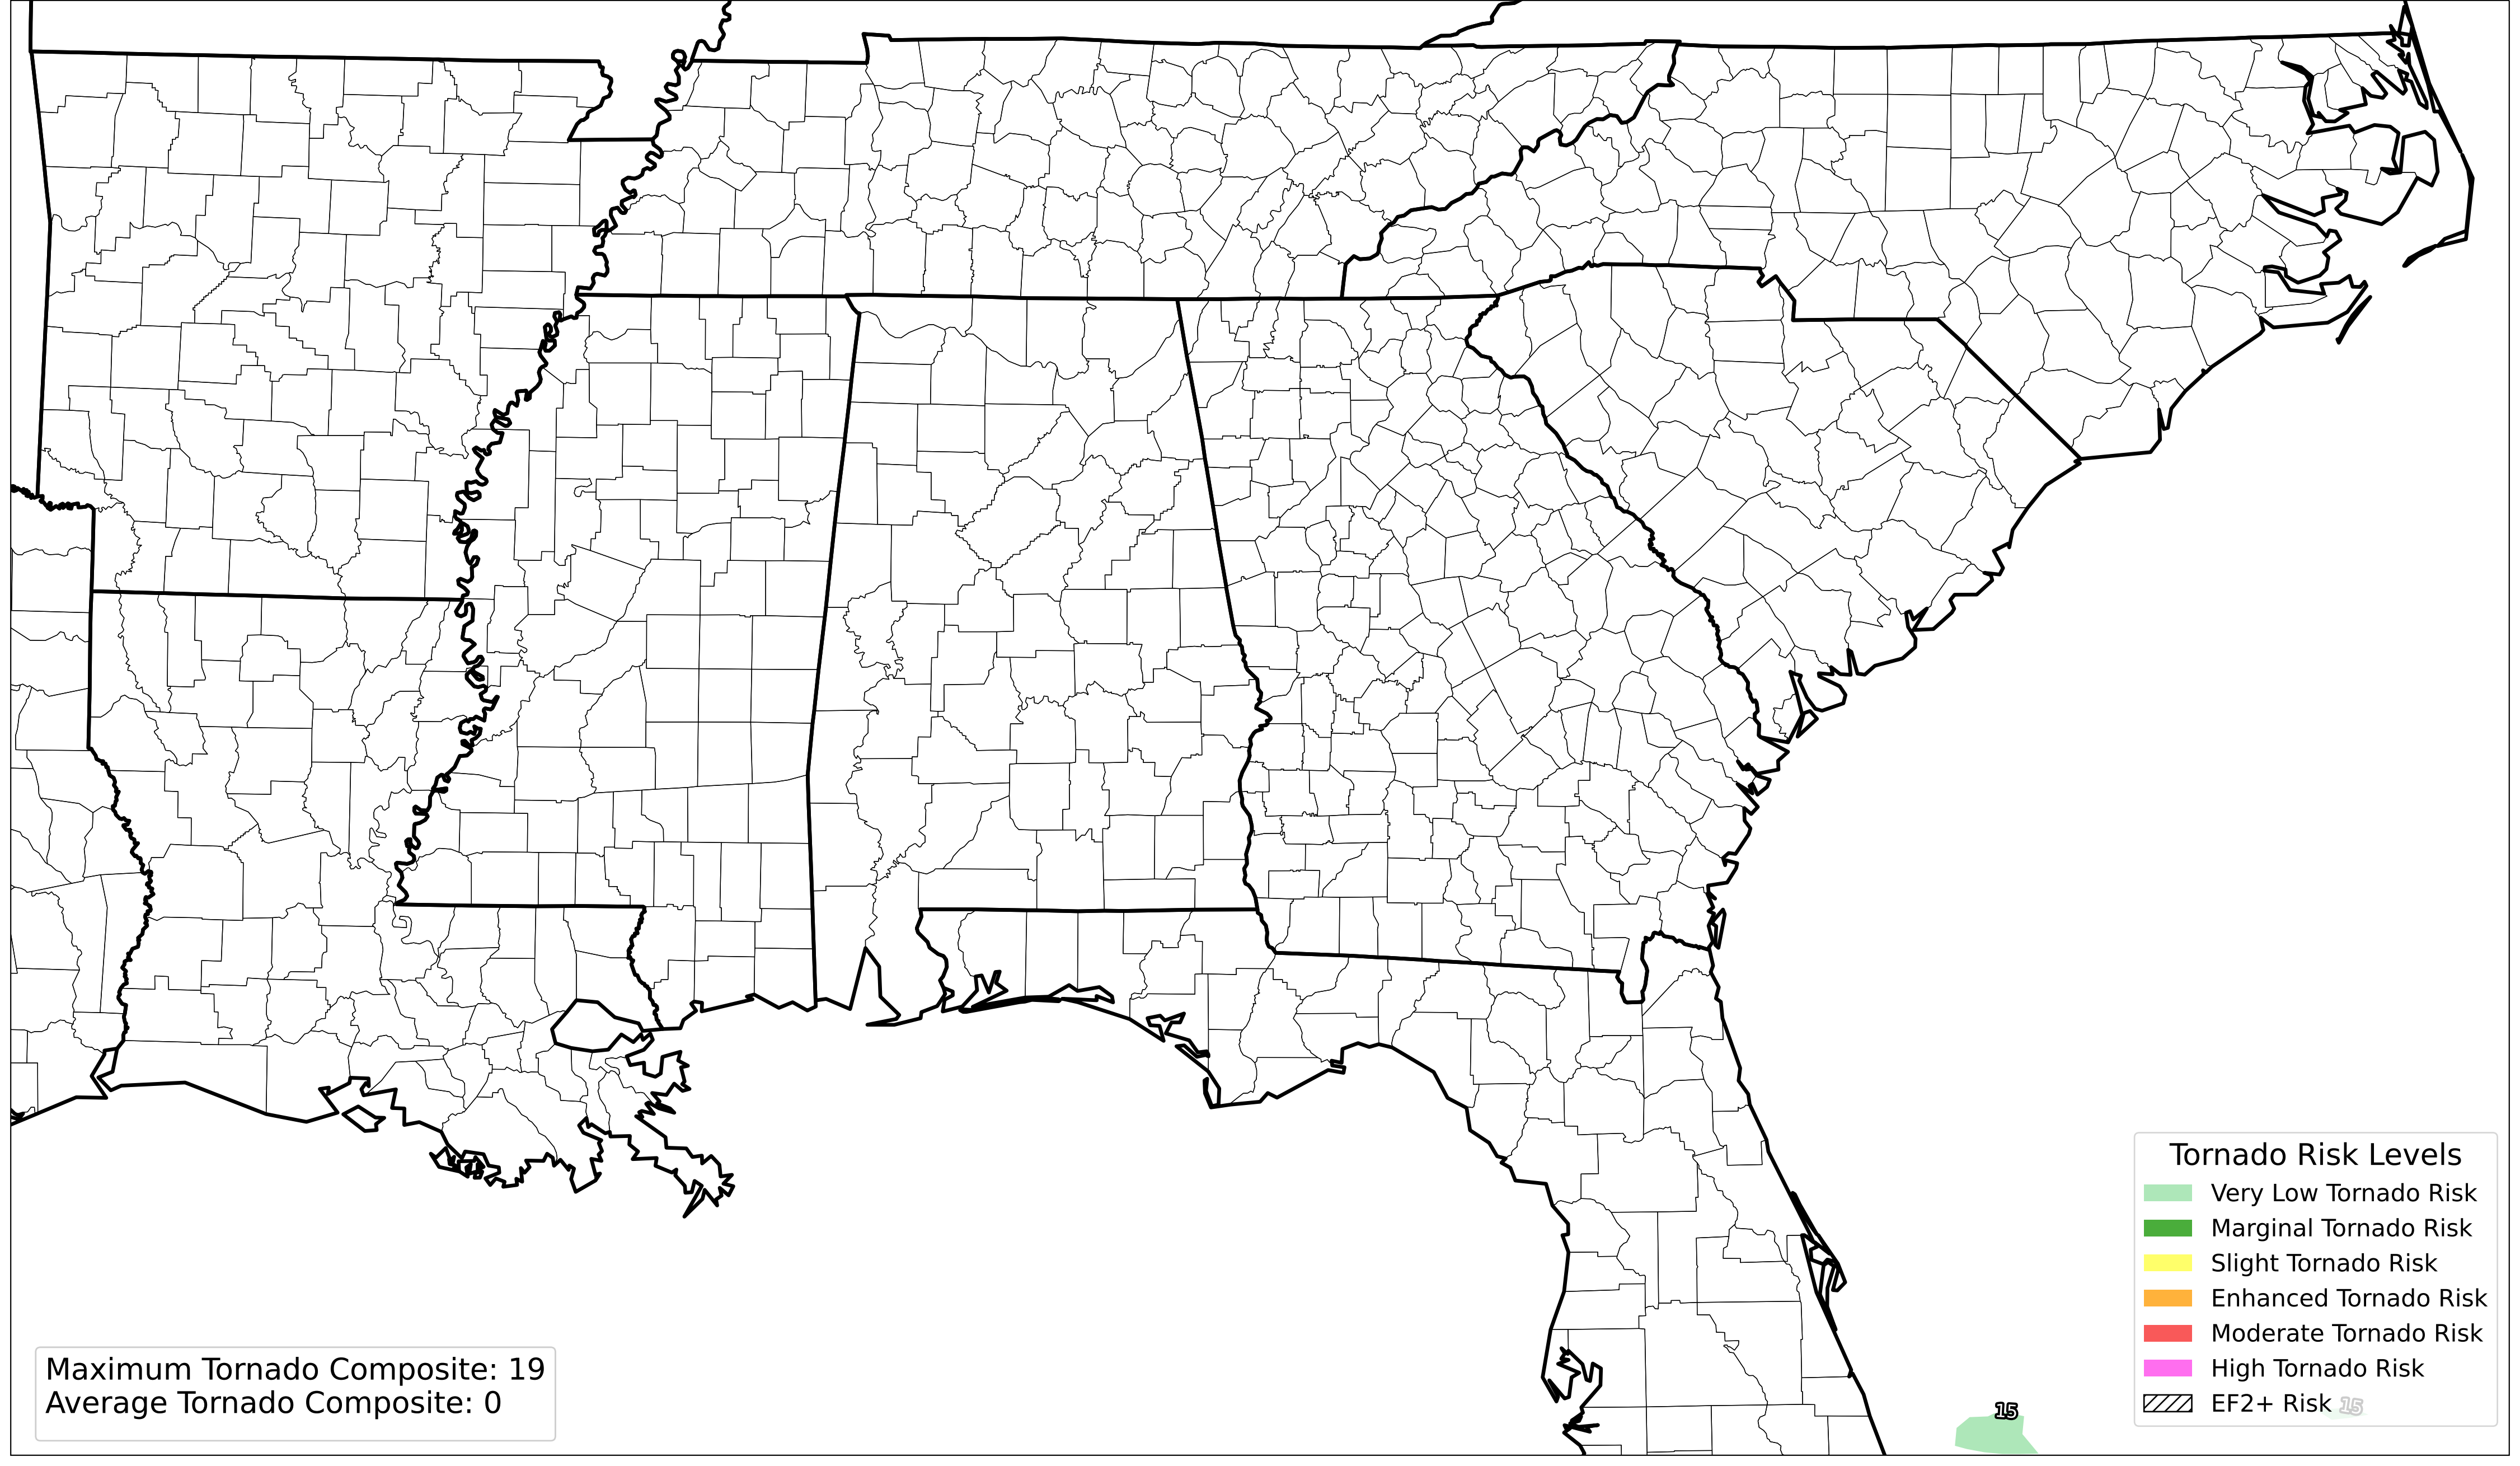 Tornado Risk Levels
Very Low Tornado Risk
Marginal Tornado Risk
Slight Tornado Risk
Enhanced Tornado Risk
Moderate Tornado Risk
High Tornado Risk
EF2+ Risk
15
15
Maximum Tornado Composite: 19
Average Tornado Composite: 0